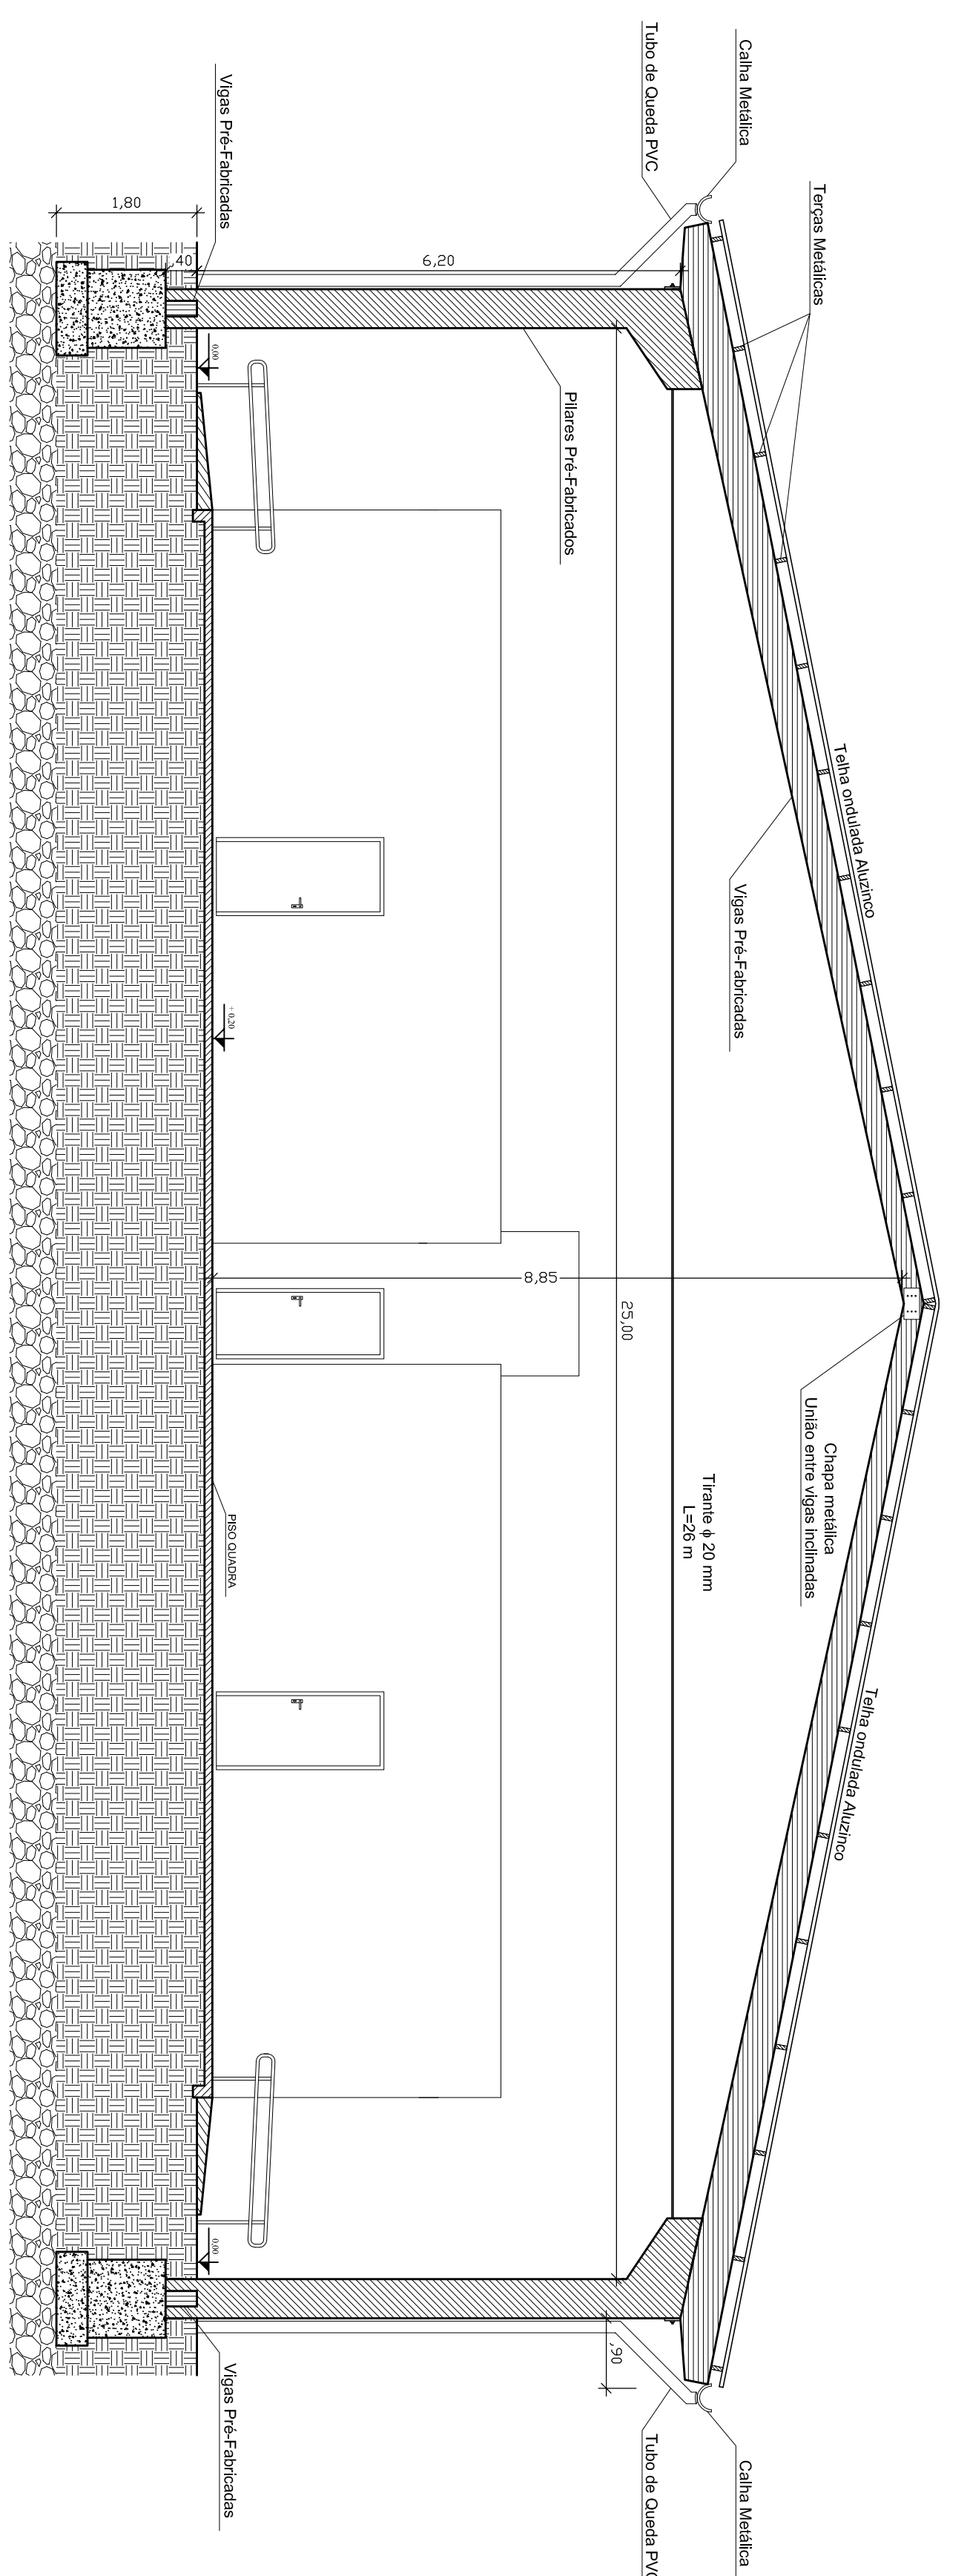 Calha Metálica
Tubo de Queda PVC
Terças Metálicas
Vigas Pré-Fabricadas
1,80
,40
6,20
0,00
Pilares Pré-Fabricados
Telha ondulada Aluzinco
Vigas Pré-Fabricadas
+ 0,20
8,85
25,00
Chapa metálica
União entre vigas inclinadas
Tirante ϕ 20 mm
L=26 m
PISO QUADRA
Telha ondulada Aluzinco
0,00
,90
Vigas Pré-Fabricadas
Calha Metálica
Tubo de Queda PVC